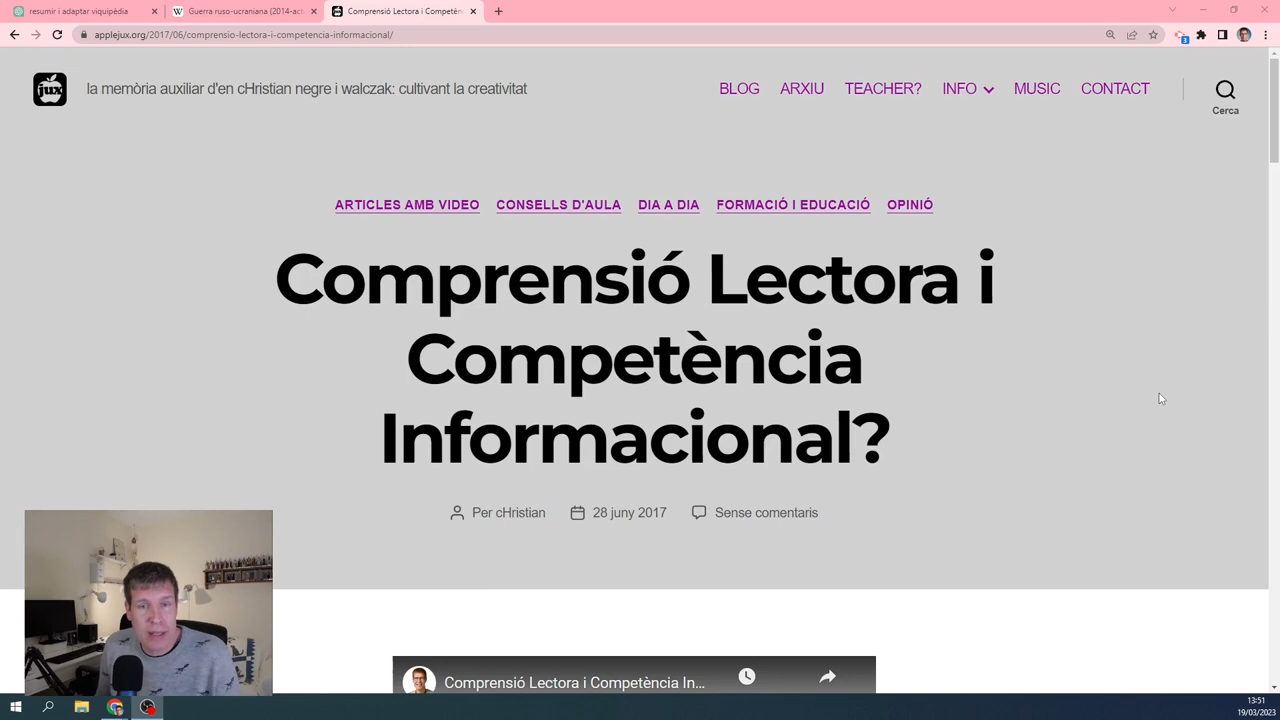 resumir i adaptar viquipèdia
Guerra ruso-ucraniana (2014-act
Comprensió Lectora i Competèn
applejux.org/2017/06/comprensio-lectora-i-competencia-informacional/
3
jux
la memòria auxiliar d'en cHristian negre i walczak: cultivant la creativitat
BLOG ARXIU TEACHER? INFO MUSIC CONTACT
Cerca
ARTICLES AMB VIDEO CONSELLS D'AULA DIA A DIA FORMACIÓ I EDUCACIÓ OPINIÓ
Comprensió Lectora i
Competència
Informacional?
Per cHristian 28 juny 2017 Sense comentaris
Comprensió Lectora i Competència In...
13:51
19/03/2023